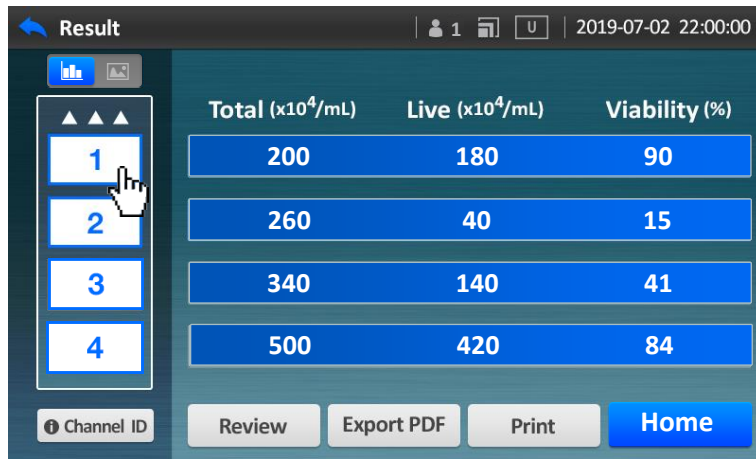 Result 1 U 2019-07-02 22:00:00
Total (x10⁴/mL) Live (x10⁴/mL) Viability (%)
1 200 180 90
2 260 40 15
3 340 140 41
4 500 420 84
Channel ID Review Export PDF Print Home